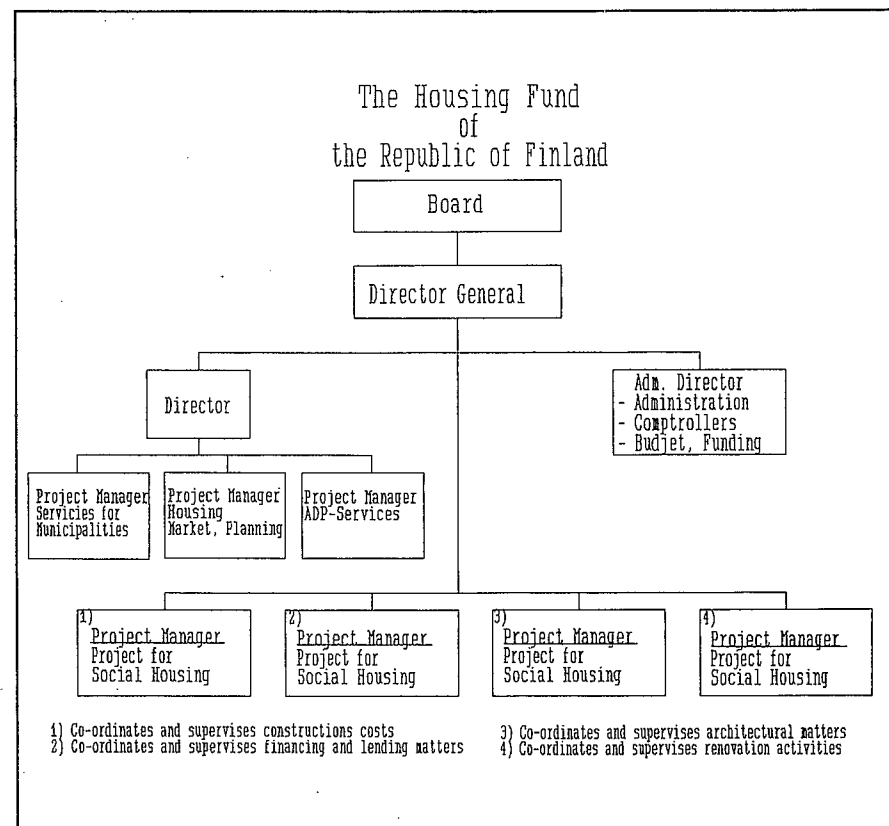 The Housing Fund
of
the Republic of Finland
Board
Director General
Director
Adm. Director
- Administration
- Comptrollers
- Budjet, Funding
Project Manager
Servicies for
Municipalities
Project Manager
Housing
Market, Planning
Project Manager
ADP-Services
1)
Project Manager
Project for
Social Housing
2)
Project Manager
Project for
Social Housing
3)
Project Manager
Project for
Social Housing
4)
Project Manager
Project for
Social Housing
1) Co-ordinates and supervises constructions costs
2) Co-ordinates and supervises financing and lending matters
3) Co-ordinates and supervises architectural matters
4) Co-ordinates and supervises renovation activities